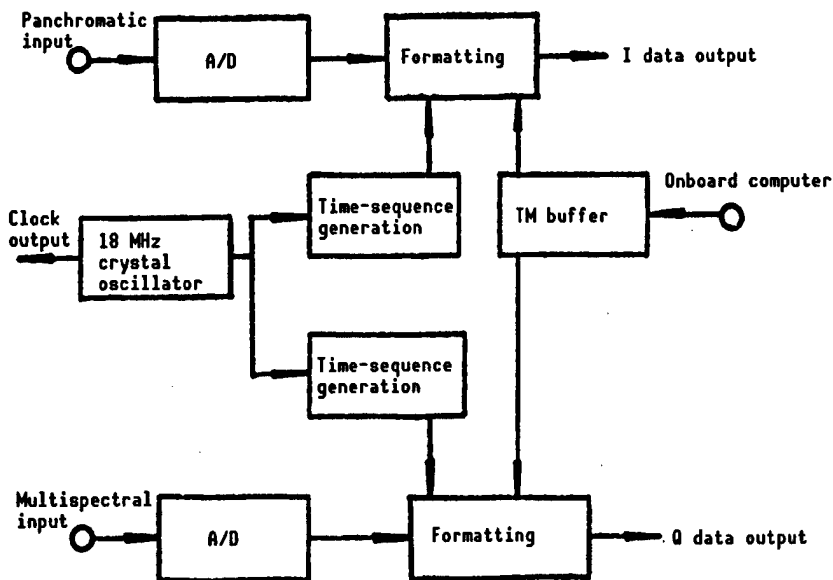 Panchromatic
input
A/D
Formatting
I data output
Time-sequence
generation
TM buffer
Onboard computer
Clock
output
18 MHz
crystal
oscillator
Time-sequence
generation
Multispectral
input
A/D
Formatting
Q data output